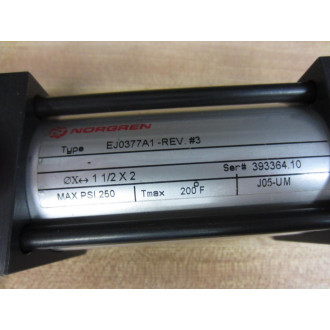 NORGREN
Type EJ0377A1-REV. #3
Ser# 393364.10
ØX↔ 1 1/2 X 2
MAX PSI 250 Tmax 200°F J05-UM